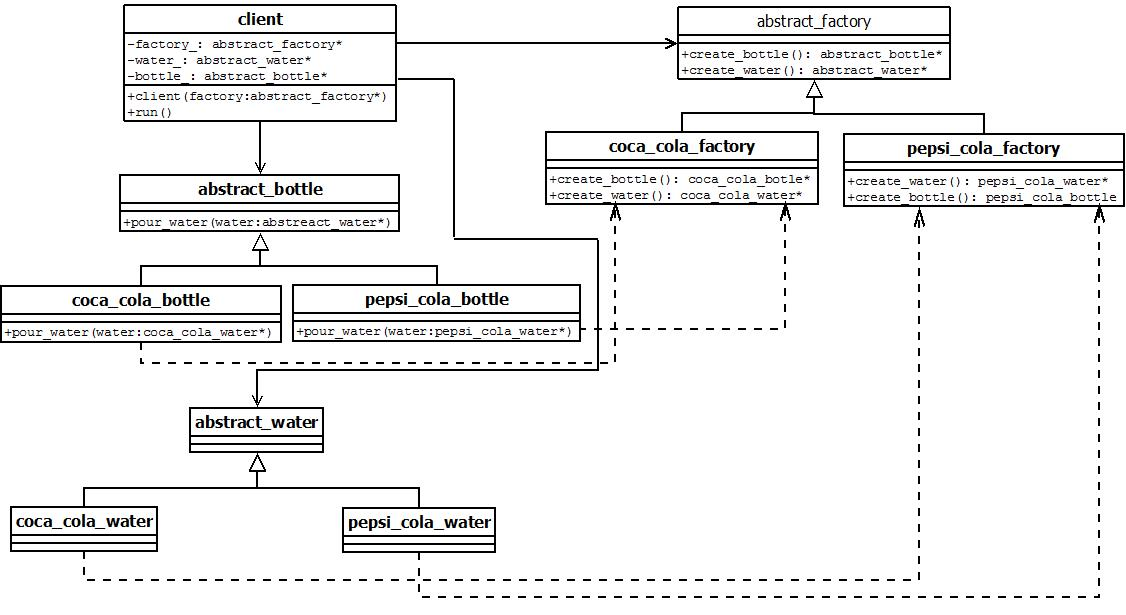 client
-factory_: abstract_factory*
-water_: abstract_water*
-bottle_: abstract_bottle*
+client(factory:abstract_factory*)
+run()
abstract_factory
+create_bottle(): abstract_bottle*
+create_water(): abstract_water*
coca_cola_factory
+create_bottle(): coca_cola_botle*
+create_water(): coca_cola_water*
pepsi_cola_factory
+create_water(): pepsi_cola_water*
+create_bottle(): pepsi_cola_bottle
abstract_bottle
+pour_water(water:abstreact_water*)
coca_cola_bottle
+pour_water(water:coca_cola_water*)
pepsi_cola_bottle
+pour_water(water:pepsi_cola_water*)
abstract_water
coca_cola_water
pepsi_cola_water